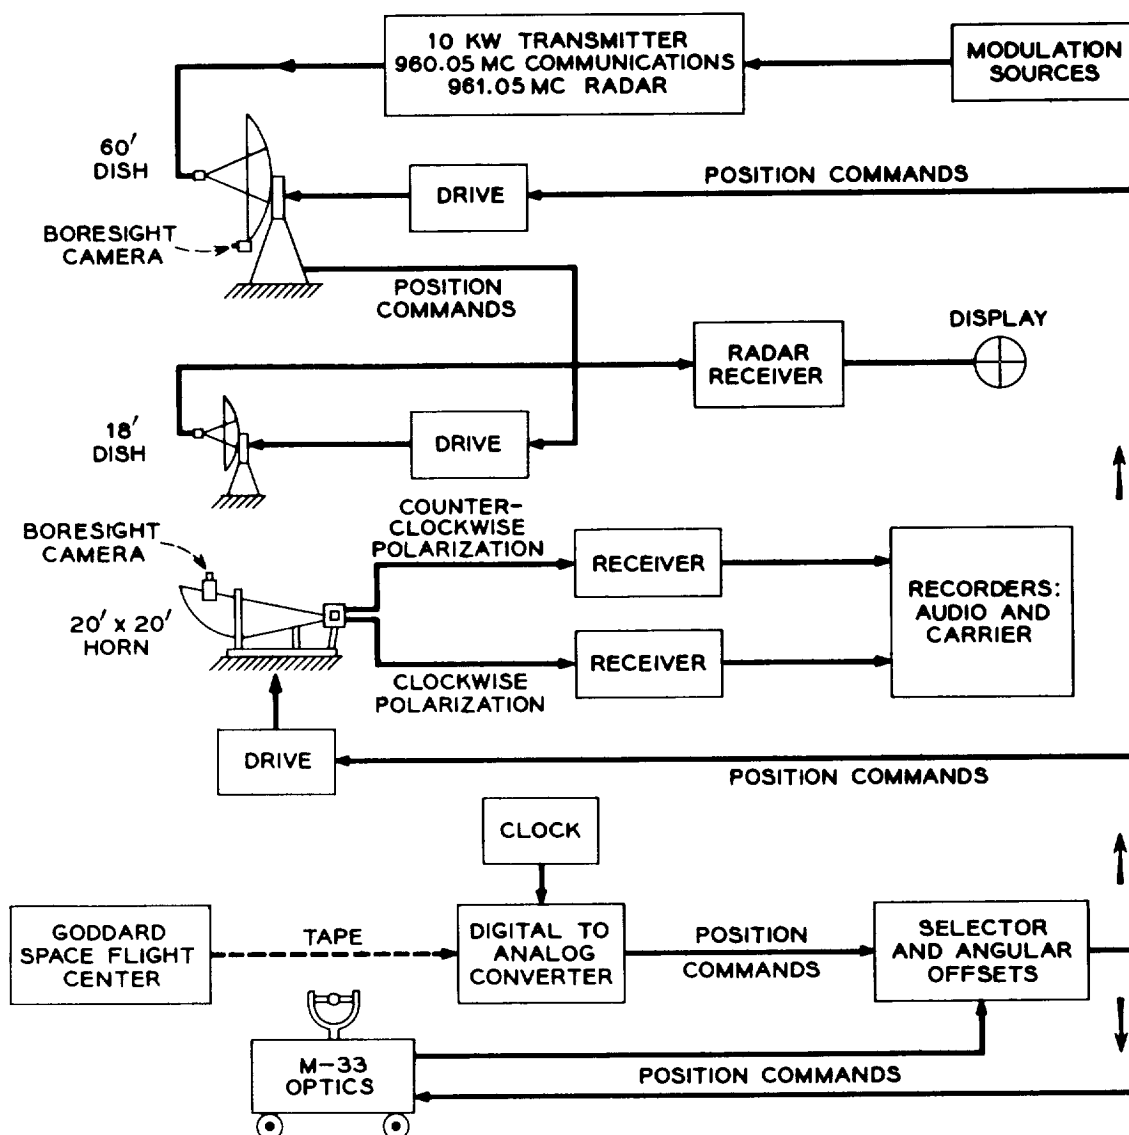 10 KW TRANSMITTER
960.05 MC COMMUNICATIONS
961.05 MC RADAR
MODULATION
SOURCES
60′
DISH
DRIVE
POSITION COMMANDS
BORESIGHT
CAMERA
POSITION
COMMANDS
DISPLAY
RADAR
RECEIVER
18′
DISH
DRIVE
COUNTER-
CLOCKWISE
POLARIZATION
BORESIGHT
CAMERA
RECEIVER
RECORDERS:
AUDIO AND
CARRIER
20′ x 20′
HORN
RECEIVER
CLOCKWISE
POLARIZATION
DRIVE
POSITION COMMANDS
CLOCK
GODDARD
SPACE FLIGHT
CENTER
TAPE
DIGITAL TO
ANALOG
CONVERTER
POSITION
COMMANDS
SELECTOR
AND ANGULAR
OFFSETS
M-33
OPTICS
POSITION COMMANDS